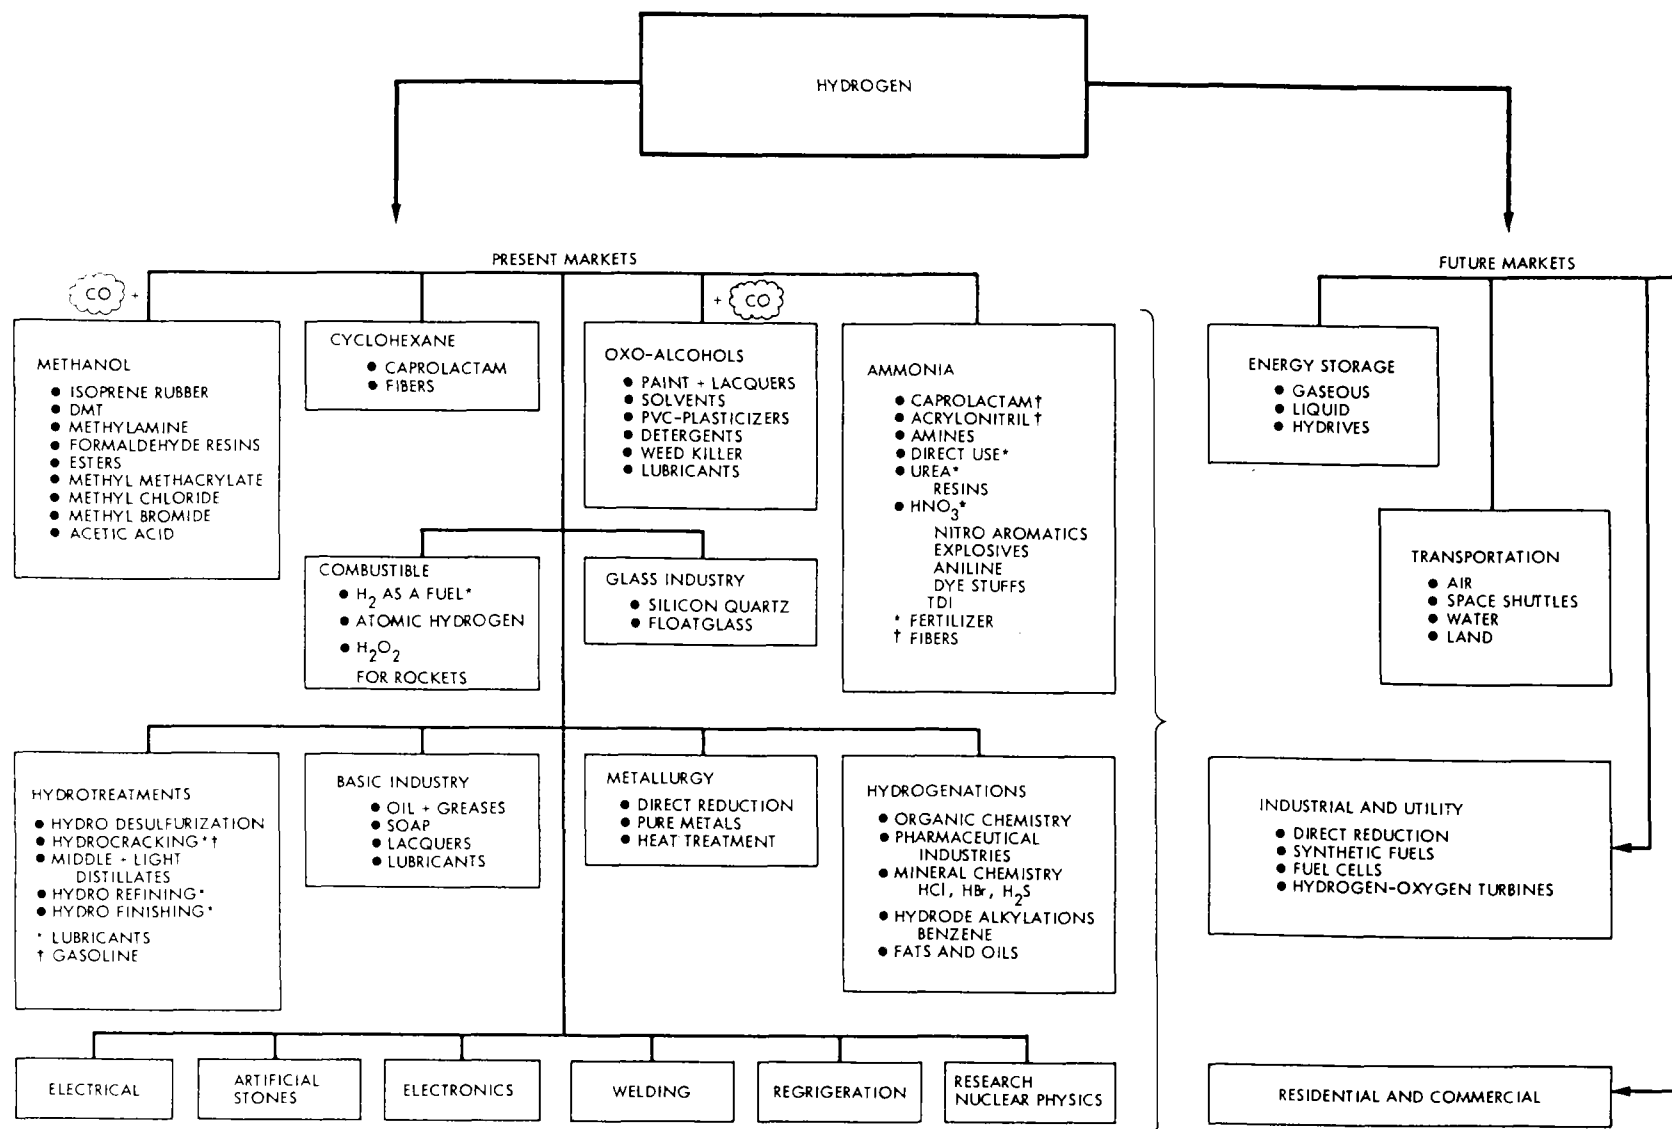 HYDROGEN
PRESENT MARKETS
FUTURE MARKETS
CO +
+ CO
METHANOL
● ISOPRENE RUBBER
● DMT
● METHYLAMINE
● FORMALDEHYDE RESINS
● ESTERS
● METHYL METHACRYLATE
● METHYL CHLORIDE
● METHYL BROMIDE
● ACETIC ACID
CYCLOHEXANE
● CAPROLACTAM
● FIBERS
OXO-ALCOHOLS
● PAINT + LACQUERS
● SOLVENTS
● PVC-PLASTICIZERS
● DETERGENTS
● WEED KILLER
● LUBRICANTS
AMMONIA
● CAPROLACTAM†
● ACRYLONITRIL†
● AMINES
● DIRECT USE*
● UREA*
RESINS
● HNO3*
NITRO AROMATICS
EXPLOSIVES
ANILINE
DYE STUFFS
TDI
* FERTILIZER
† FIBERS
COMBUSTIBLE
● H2 AS A FUEL*
● ATOMIC HYDROGEN
● H2O2
FOR ROCKETS
GLASS INDUSTRY
● SILICON QUARTZ
● FLOATGLASS
HYDROTREATMENTS
● HYDRO DESULFURIZATION
● HYDROCRACKING*†
● MIDDLE + LIGHT
DISTILLATES
● HYDRO REFINING*
● HYDRO FINISHING*
* LUBRICANTS
† GASOLINE
BASIC INDUSTRY
● OIL + GREASES
● SOAP
● LACQUERS
● LUBRICANTS
METALLURGY
● DIRECT REDUCTION
● PURE METALS
● HEAT TREATMENT
HYDROGENATIONS
● ORGANIC CHEMISTRY
● PHARMACEUTICAL
INDUSTRIES
● MINERAL CHEMISTRY
HCl, HBr, H2S
● HYDRODE ALKYLATIONS
BENZENE
● FATS AND OILS
ELECTRICAL
ARTIFICIAL
STONES
ELECTRONICS
WELDING
REGRIGERATION
RESEARCH
NUCLEAR PHYSICS
ENERGY STORAGE
● GASEOUS
● LIQUID
● HYDRIVES
TRANSPORTATION
● AIR
● SPACE SHUTTLES
● WATER
● LAND
INDUSTRIAL AND UTILITY
● DIRECT REDUCTION
● SYNTHETIC FUELS
● FUEL CELLS
● HYDROGEN-OXYGEN TURBINES
RESIDENTIAL AND COMMERCIAL